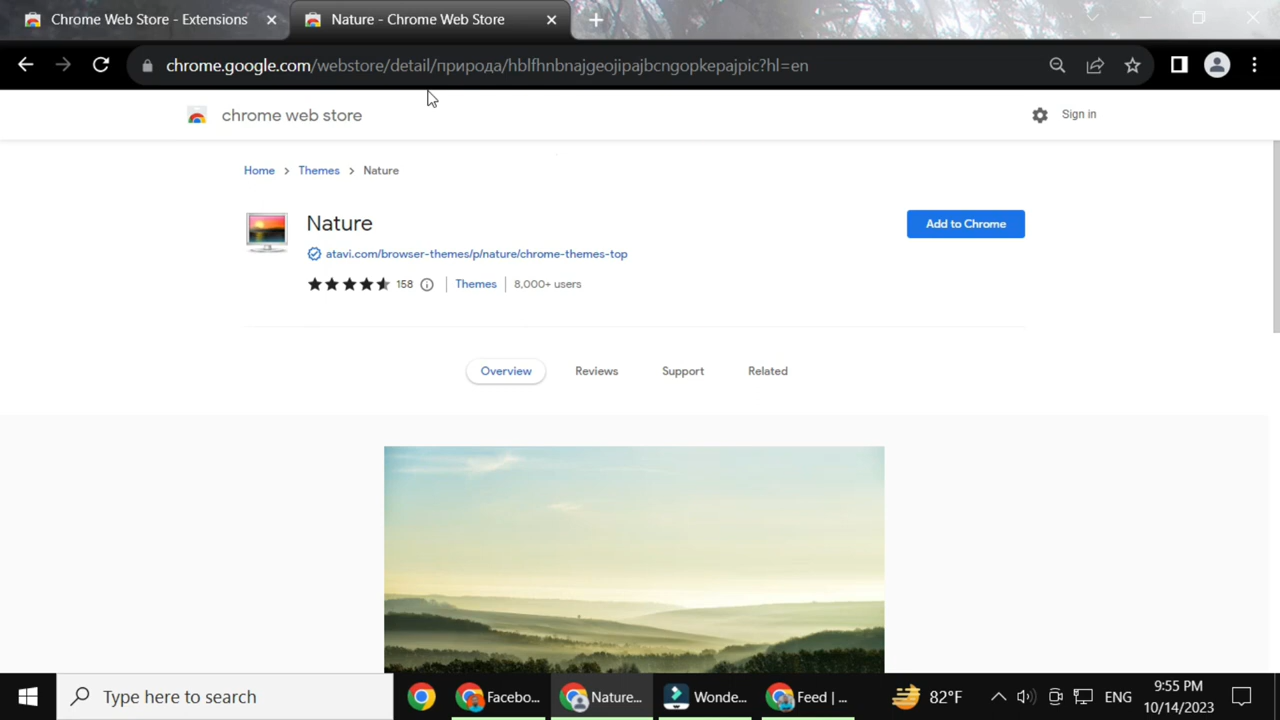 Chrome Web Store - Extensions
Nature - Chrome Web Store
chrome.google.com/webstore/detail/природа/hblfhnbnajgeojipajbcngopkepajpic?hl=en
chrome web store
Sign in
Home > Themes > Nature
Nature
Add to Chrome
atavi.com/browser-themes/p/nature/chrome-themes-top
158 | Themes | 8,000+ users
Overview Reviews Support Related
Type here to search
Facebo...
Nature...
Wonde...
Feed | ...
82°F
ENG
9:55 PM
10/14/2023